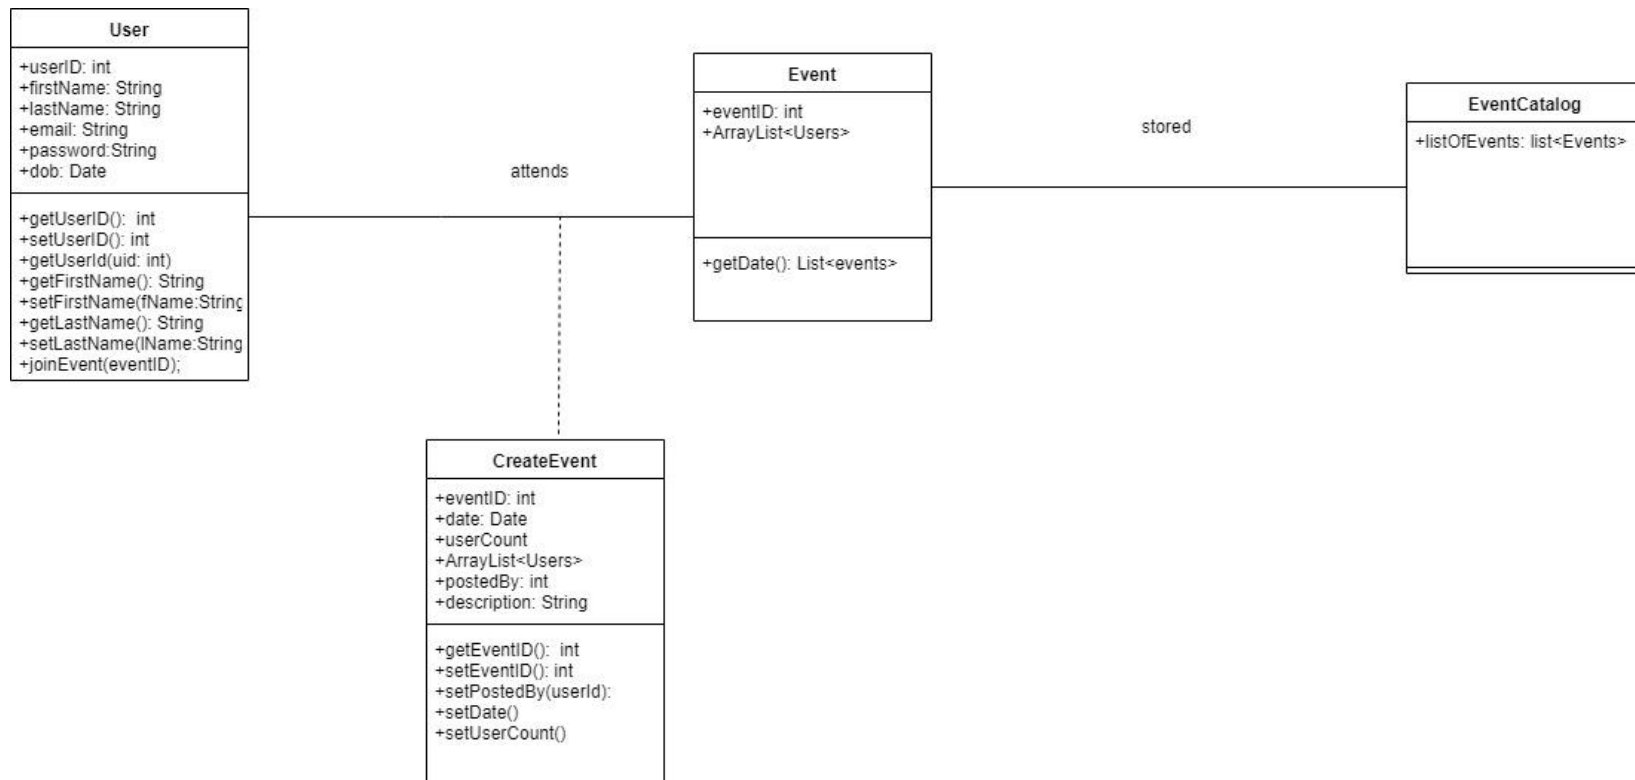 User
+userID: int
+firstName: String
+lastName: String
+email: String
+password:String
+dob: Date
+getUserID():  int
+setUserID(): int
+getUserId(uid: int)
+getFirstName(): String
+setFirstName(fName:String
+getLastName(): String
+setLastName(lName:String
+joinEvent(eventID);
attends
Event
+eventID: int
+ArrayList<Users>
+getDate(): List<events>
stored
EventCatalog
+listOfEvents: list<Events>
CreateEvent
+eventID: int
+date: Date
+userCount
+ArrayList<Users>
+postedBy: int
+description: String
+getEventID():  int
+setEventID(): int
+setPostedBy(userId):
+setDate()
+setUserCount()